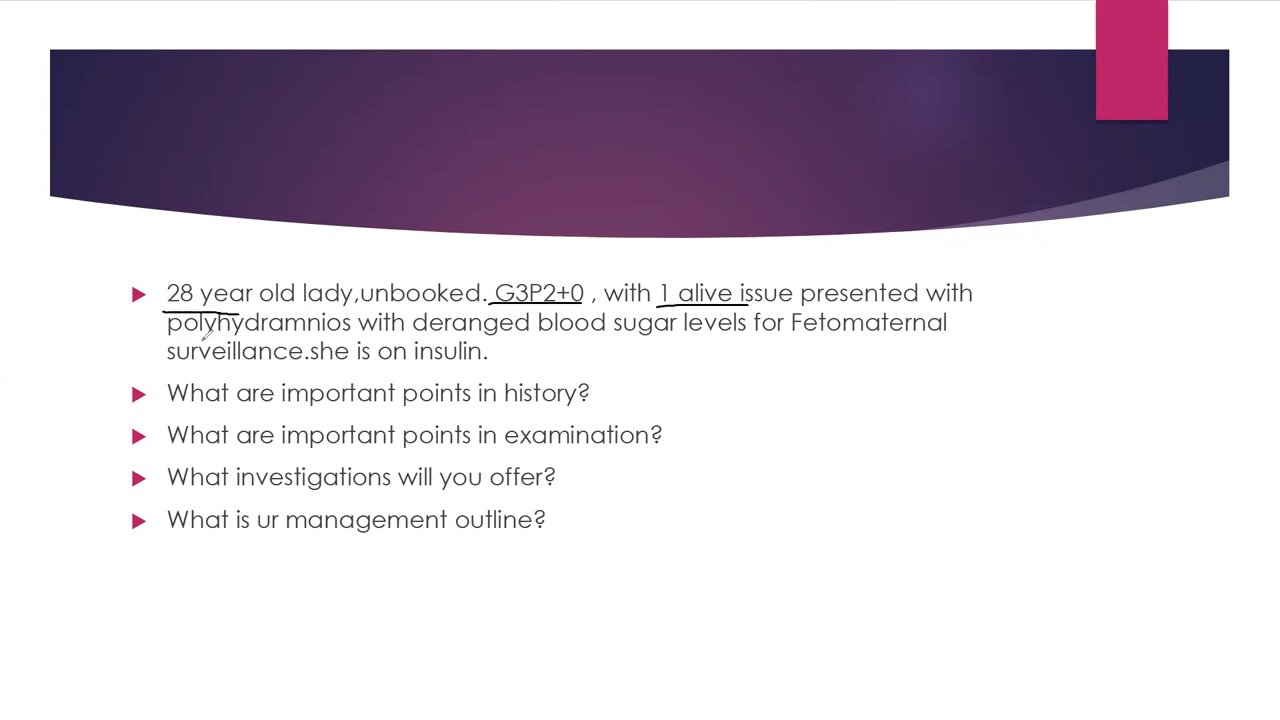 28 year old lady,unbooked. G3P2+0 , with 1 alive issue presented with
polyhydramnios with deranged blood sugar levels for Fetomaternal
surveillance.she is on insulin.
What are important points in history?
What are important points in examination?
What investigations will you offer?
What is ur management outline?